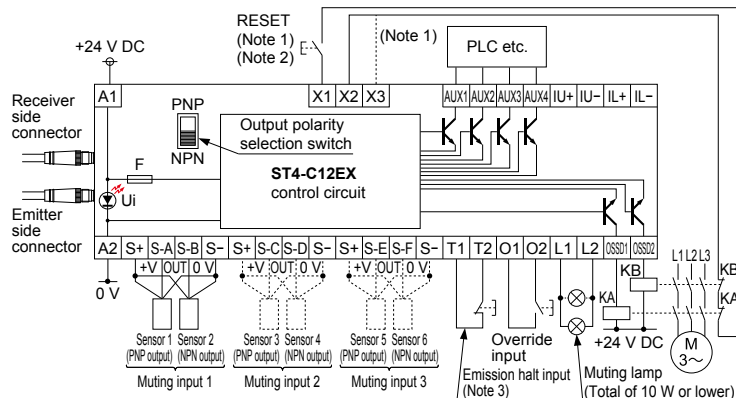 RESET
(Note 1)
(Note 2)
(Note 1)
PLC etc.
+24 V DC
A1
X1 X2 X3
AUX1 AUX2 AUX3 AUX4 IU+ IU− IL+ IL−
Receiver
side
connector
PNP
NPN
Output polarity
selection switch
ST4-C12EX
control circuit
F
Ui
Emitter
side
connector
A2 S+ S-A S-B S− S+ S-C S-D S− S+ S-E S-F S− T1 T2 O1 O2 L1 L2 OSSD1 OSSD2
+V OUT 0 V
+V OUT 0 V
+V OUT 0 V
0 V
L1 L2 L3
KB
KB
KA
KA
Sensor 1
(PNP output)
Sensor 2
(NPN output)
Sensor 3
(PNP output)
Sensor 4
(NPN output)
Sensor 5
(PNP output)
Sensor 6
(NPN output)
Muting input 1
Muting input 2
Muting input 3
Override
input
Emission halt input
(Note 3)
+24 V DC
M
3~
Muting lamp
(Total of 10 W or lower)